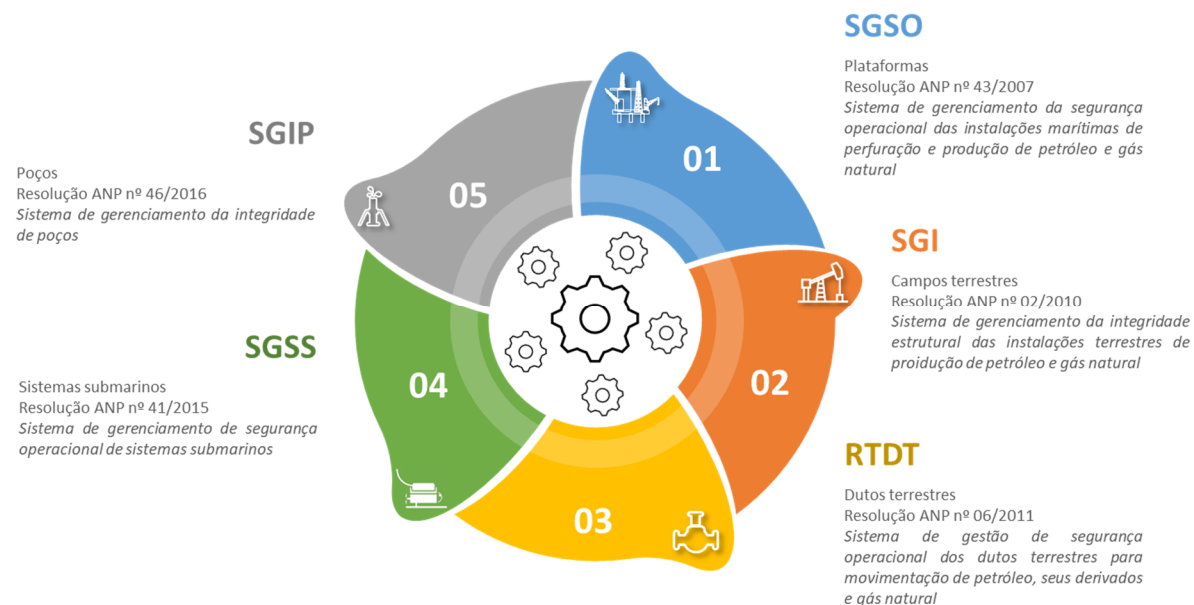 SGSO
Plataformas
Resolução ANP nº 43/2007
Sistema de gerenciamento da segurança
operacional das instalações marítimas de
perfuração e produção de petróleo e gás
natural
01
SGI
Campos terrestres
Resolução ANP nº 02/2010
Sistema de gerenciamento da integridade
estrutural das instalações terrestres de
proidução de petróleo e gás natural
02
RTDT
Dutos terrestres
Resolução ANP nº 06/2011
Sistema de gestão de segurança
operacional dos dutos terrestres para
movimentação de petróleo, seus derivados
e gás natural
03
SGSS
Sistemas submarinos
Resolução ANP nº 41/2015
Sistema de gerenciamento de segurança
operacional de sistemas submarinos
04
SGIP
Poços
Resolução ANP nº 46/2016
Sistema de gerenciamento da integridade
de poços
05